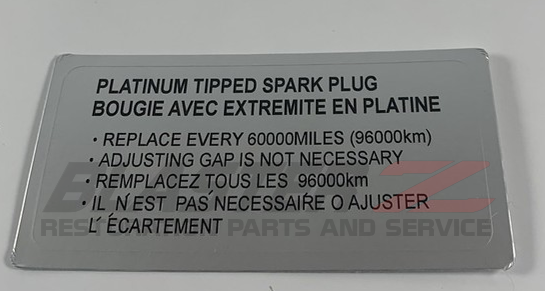 PLATINUM TIPPED SPARK PLUG
BOUGIE AVEC EXTREMITE EN PLATINE
· REPLACE EVERY 60000MILES (96000km)
· ADJUSTING GAP IS NOT NECESSARY
· REMPLACEZ TOUS LES 96000km
· IL N´EST PAS NECESSAIRE O AJUSTER
L´ ÉCARTEMENT
RESTORATION PARTS AND SERVICE